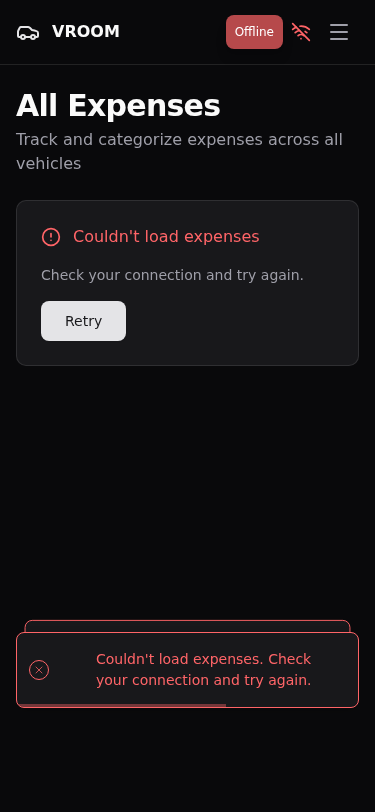 VROOM
Offline
All Expenses
Track and categorize expenses across all
vehicles
Couldn't load expenses
Check your connection and try again.
Retry
Couldn't load expenses. Check
your connection and try again.